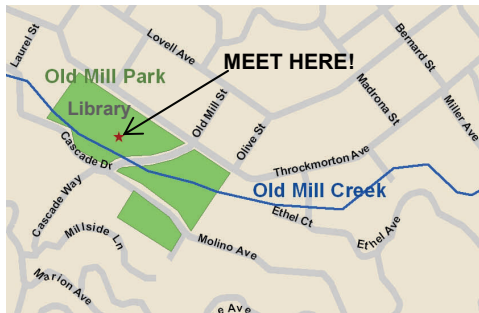 Laurel St
Lovell Ave
Bernard St
MEET HERE!
Old Mill Park
Library
Old Mill St
Madrona St
Miller Ave
Olive St
Cascade Dr
Throckmorton Ave
Old Mill Creek
Cascade Way
Ethel Ct
Ethel Ave
Millside Ln
Molino Ave
Marion Ave
e Ave